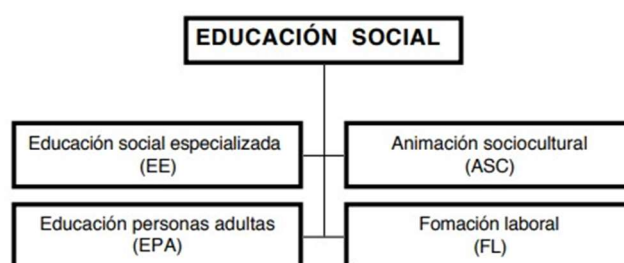 EDUCACIÓN SOCIAL
Educación social especializada
(EE)
Animación sociocultural
(ASC)
Educación personas adultas
(EPA)
Fomación laboral
(FL)